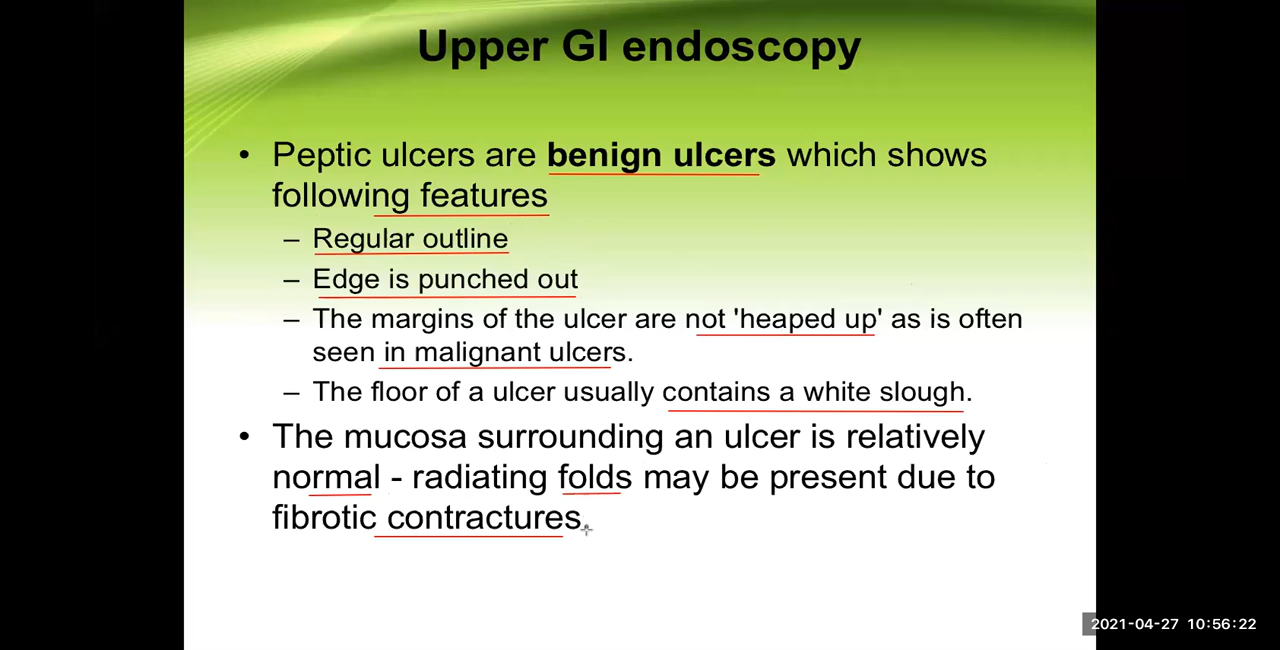 Upper GI endoscopy
• Peptic ulcers are benign ulcers which shows
following features
– Regular outline
– Edge is punched out
– The margins of the ulcer are not 'heaped up' as is often
seen in malignant ulcers.
– The floor of a ulcer usually contains a white slough.
• The mucosa surrounding an ulcer is relatively
normal - radiating folds may be present due to
fibrotic contractures.
2021-04-27 10:56:22